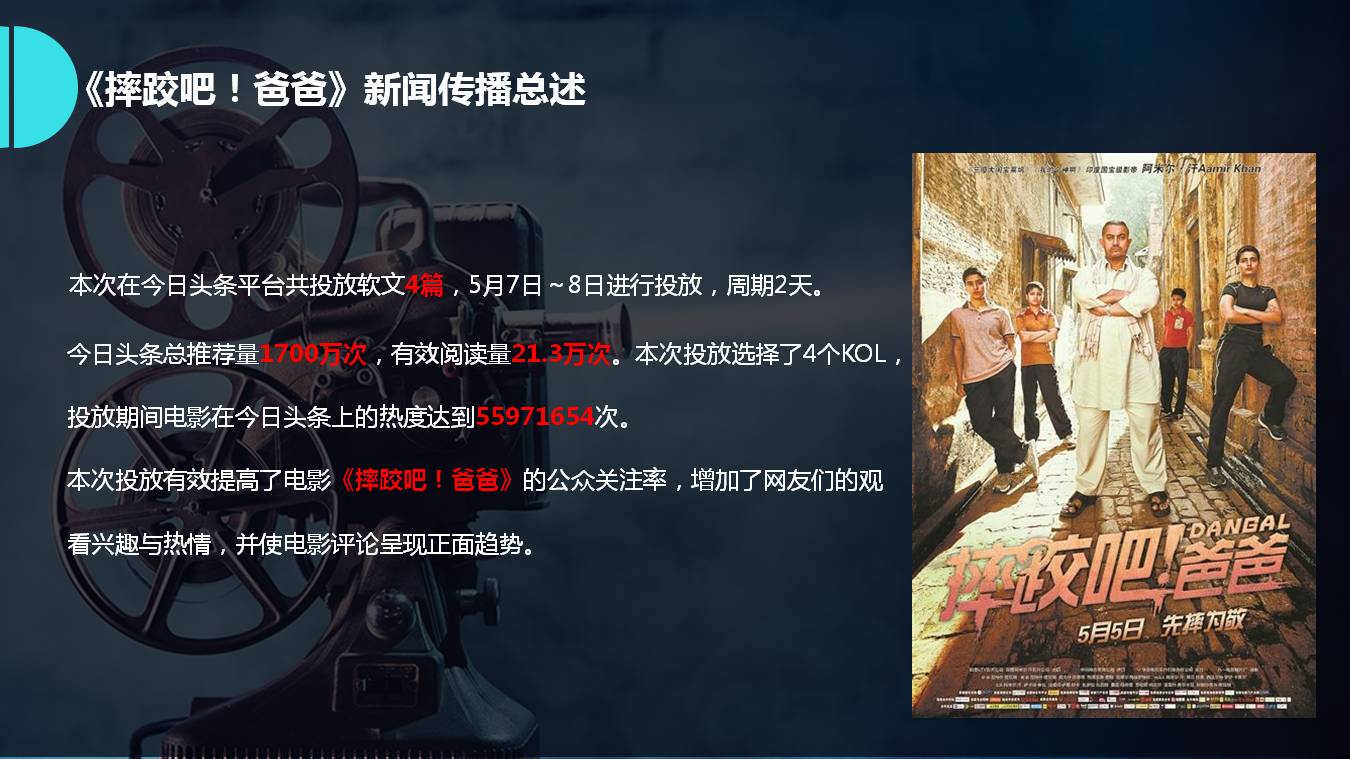 《摔跤吧！爸爸》新闻传播总述
本次在今日头条平台共投放软文4篇，5月7日～8日进行投放，周期2天。
今日头条总推荐量1700万次，有效阅读量21.3万次。本次投放选择了4个KOL，
投放期间电影在今日头条上的热度达到55971654次。
本次投放有效提高了电影《摔跤吧！爸爸》的公众关注率，增加了网友们的观
看兴趣与热情，并使电影评论呈现正面趋势。
印度国宝级影帝 阿米尔·汗Aamir Khan
DANGAL
摔跤吧!爸爸
5月5日 先摔为敬